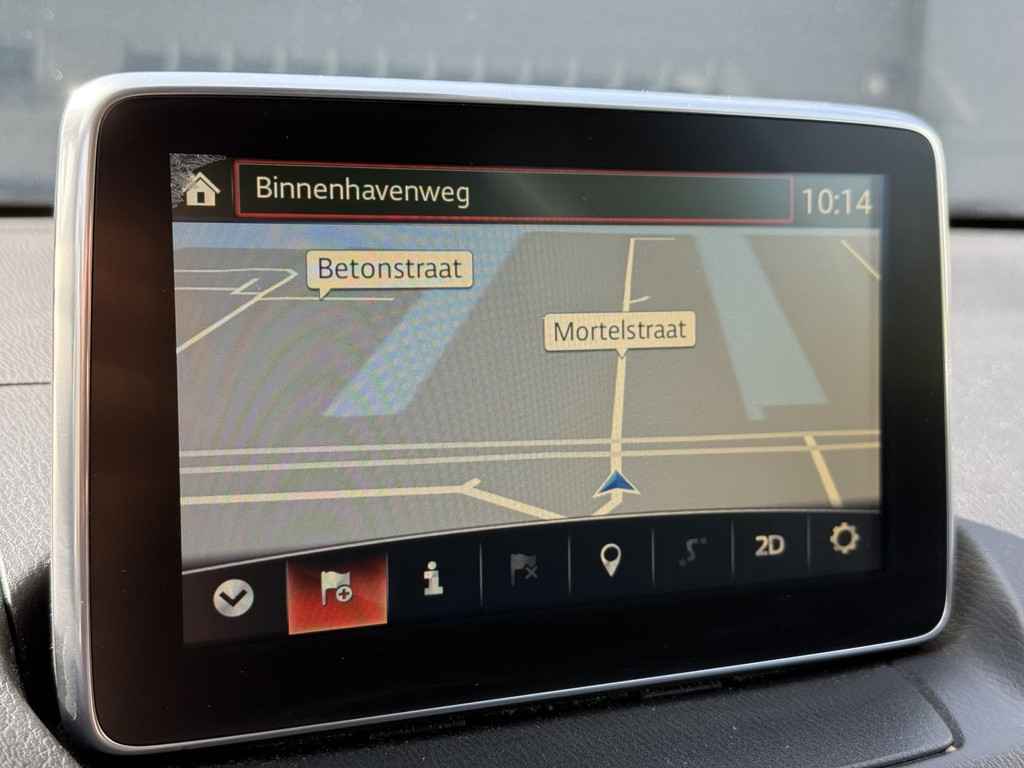 Binnenhavenweg
10:14
Betonstraat
Mortelstraat
2D